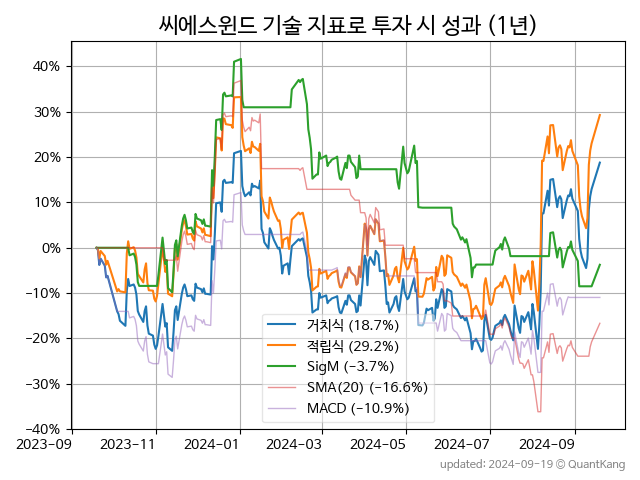 씨에스윈드 기술 지표로 투자 시 성과 (1년)
40%
30%
20%
10%
0%
−10%
−20%
−30%
−40%
거치식 (18.7%)
적립식 (29.2%)
SigM (−3.7%)
SMA(20) (−16.6%)
MACD (−10.9%)
2023-09
2023-11
2024-01
2024-03
2024-05
2024-07
2024-09
updated: 2024-09-19 © QuantKang